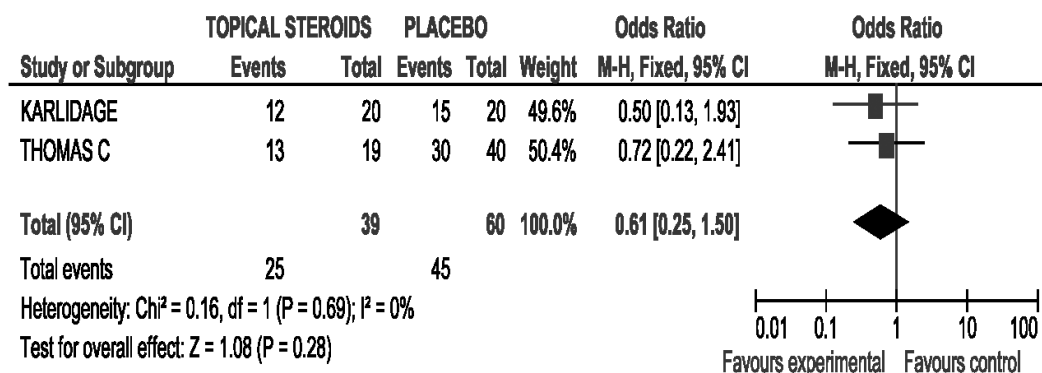 TOPICAL STEROIDS PLACEBO Odds Ratio Odds Ratio
Study or Subgroup Events Total Events Total Weight M-H, Fixed, 95% CI M-H, Fixed, 95% CI
KARLIDAGE 12 20 15 20 49.6% 0.50 [0.13, 1.93]
THOMAS C 13 19 30 40 50.4% 0.72 [0.22, 2.41]
Total (95% CI) 39 60 100.0% 0.61 [0.25, 1.50]
Total events 25 45
Heterogeneity: Chi² = 0.16, df = 1 (P = 0.69); I² = 0%
Test for overall effect: Z = 1.08 (P = 0.28)
0.01 0.1 1 10 100
Favours experimental Favours control